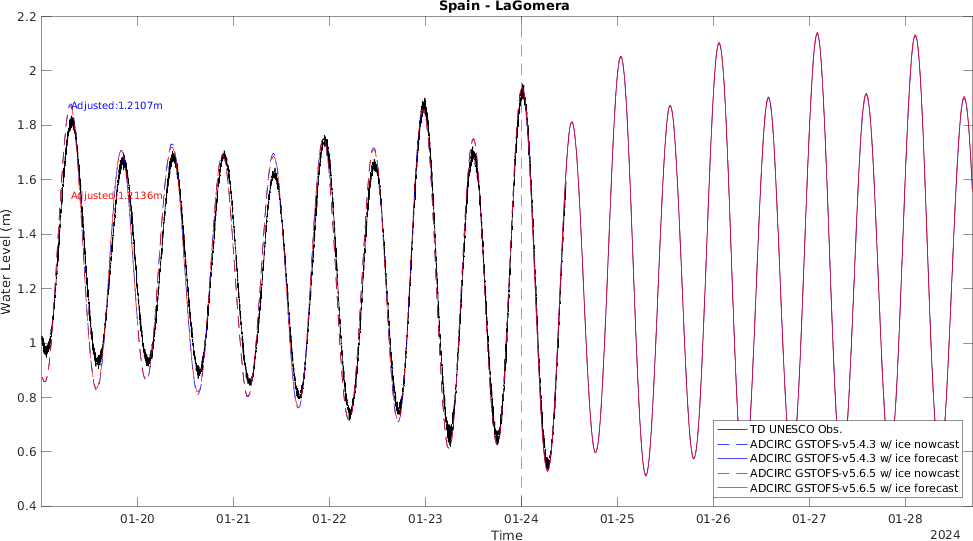 Spain - LaGomera
2.2
2
1.8
1.6
1.4
1.2
1
0.8
0.6
0.4
Water Level (m)
Adjusted:1.2107m
Adjusted:1.2136m
TD UNESCO Obs.
ADCIRC GSTOFS-v5.4.3 w/ ice nowcast
ADCIRC GSTOFS-v5.4.3 w/ ice forecast
ADCIRC GSTOFS-v5.6.5 w/ ice nowcast
ADCIRC GSTOFS-v5.6.5 w/ ice forecast
01-20 01-21 01-22 01-23 01-24 01-25 01-26 01-27 01-28
Time
2024